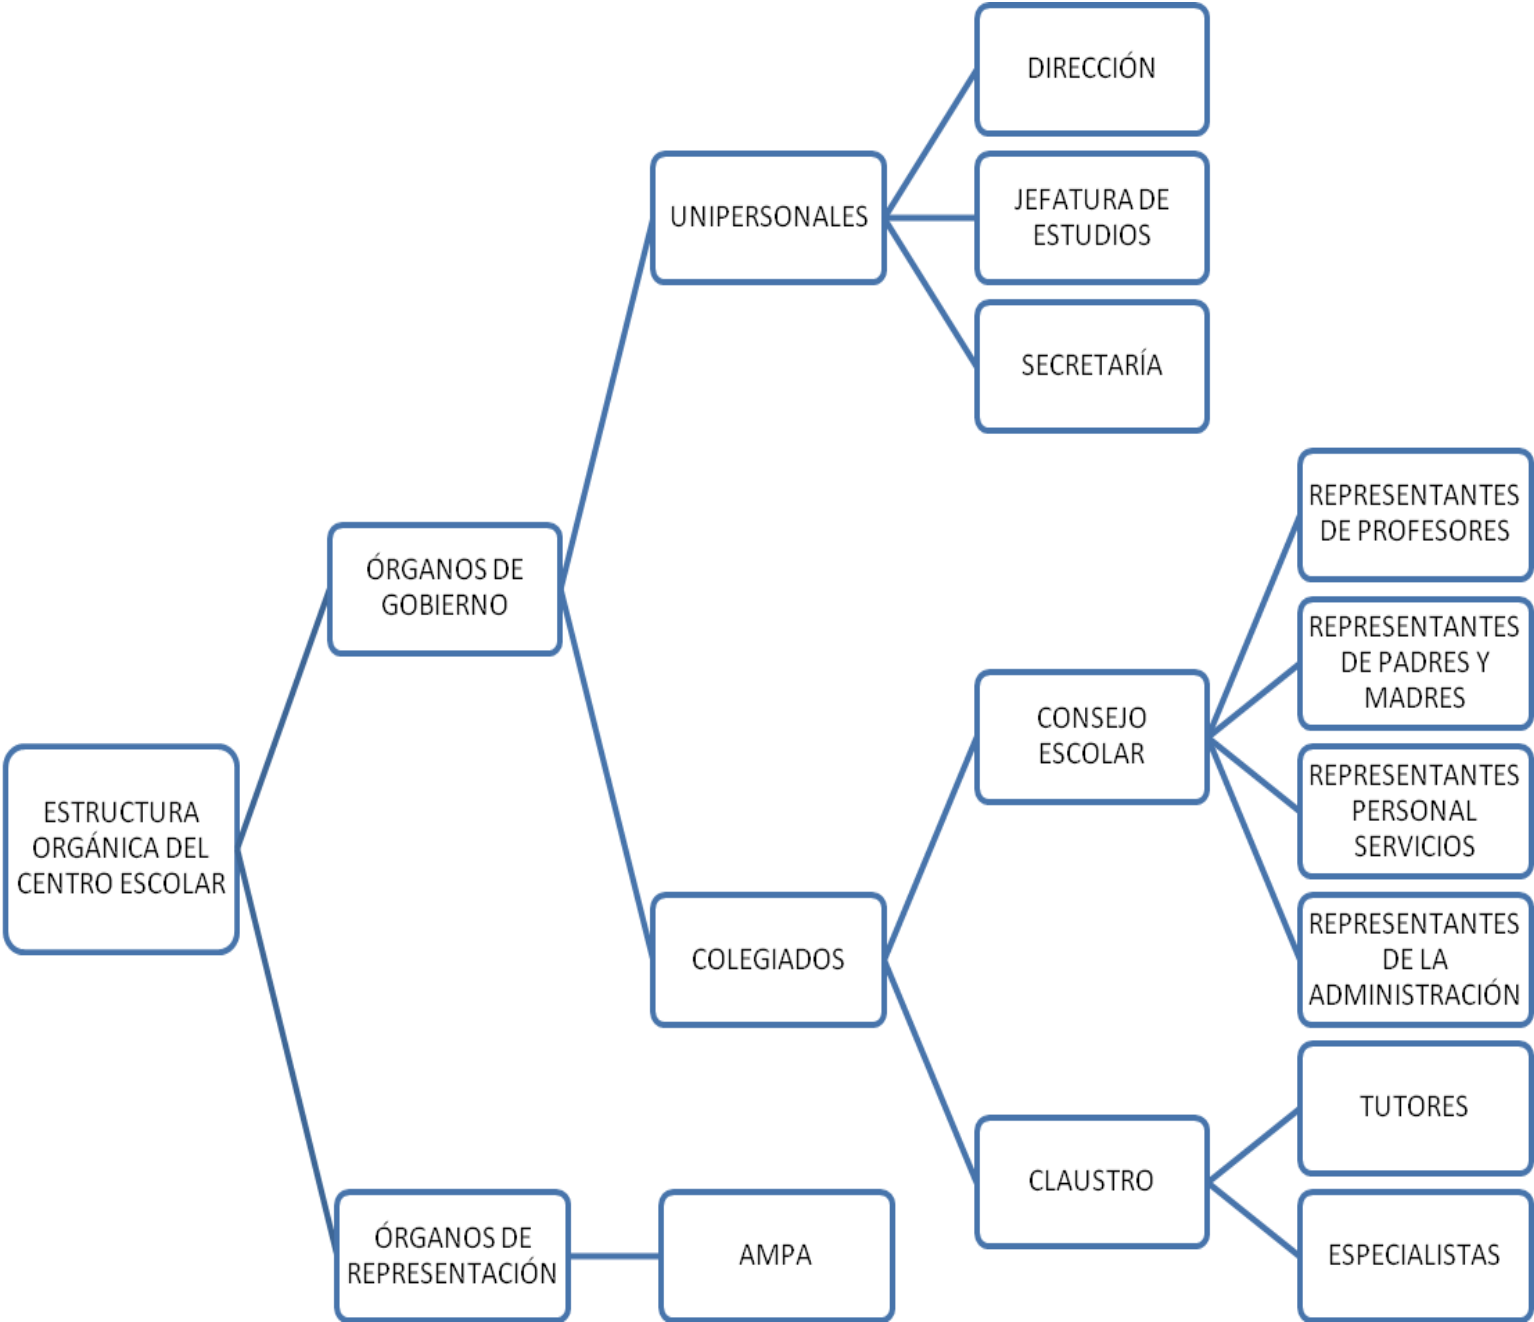 DIRECCIÓN
UNIPERSONALES
JEFATURA DE
ESTUDIOS
SECRETARÍA
REPRESENTANTES
DE PROFESORES
ÓRGANOS DE
GOBIERNO
REPRESENTANTES
DE PADRES Y
MADRES
CONSEJO
ESCOLAR
ESTRUCTURA
ORGÁNICA DEL
CENTRO ESCOLAR
REPRESENTANTES
PERSONAL
SERVICIOS
COLEGIADOS
REPRESENTANTES
DE LA
ADMINISTRACIÓN
TUTORES
CLAUSTRO
ESPECIALISTAS
ÓRGANOS DE
REPRESENTACIÓN
AMPA